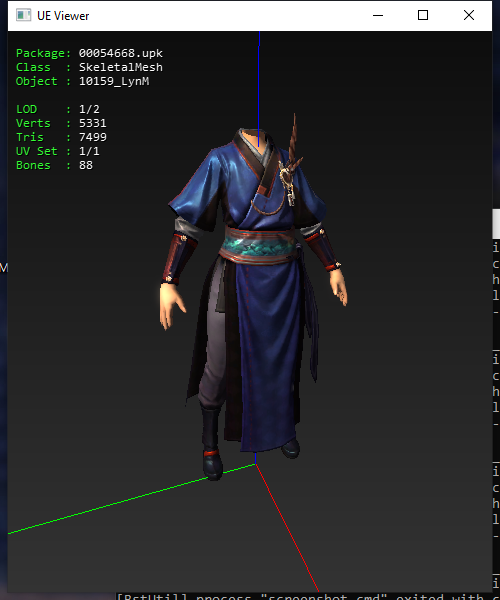 UE Viewer
Package: 00054668.upk
Class : SkeletalMesh
Object : 10159_LynM
LOD : 1/2
Verts : 5331
Tris : 7499
UV Set : 1/1
Bones : 88
M
i
c
h
l
-
i
c
h
l
-
i
c
h
l
-
i
[BstUtil] process "screenshot.cmd" exited with c